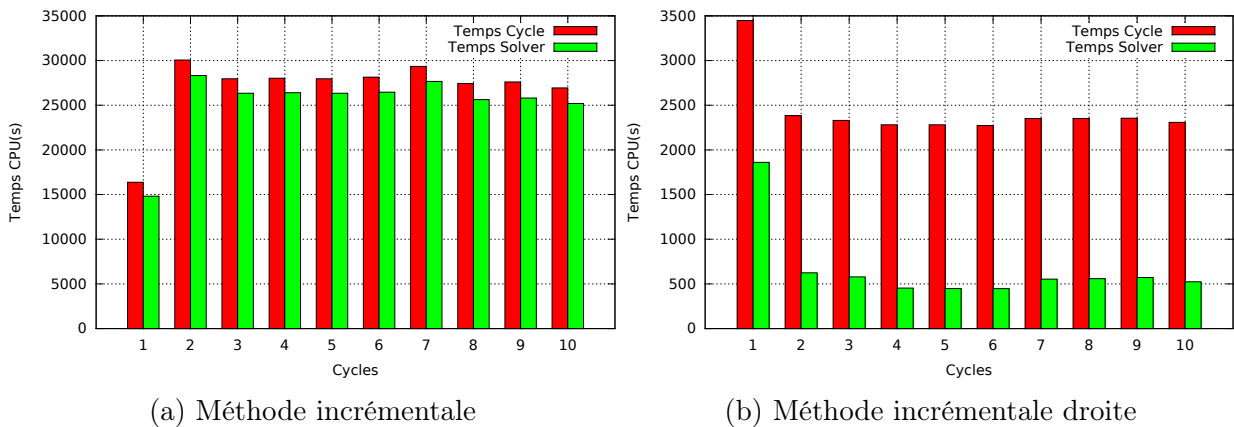 35000
30000
25000
20000
15000
10000
5000
0
Temps CPU(s)
Temps Cycle
Temps Solver
1 2 3 4 5 6 7 8 9 10
Cycles
(a) Méthode incrémentale
3500
3000
2500
2000
1500
1000
500
0
Temps CPU(s)
Temps Cycle
Temps Solver
1 2 3 4 5 6 7 8 9 10
Cycles
(b) Méthode incrémentale droite